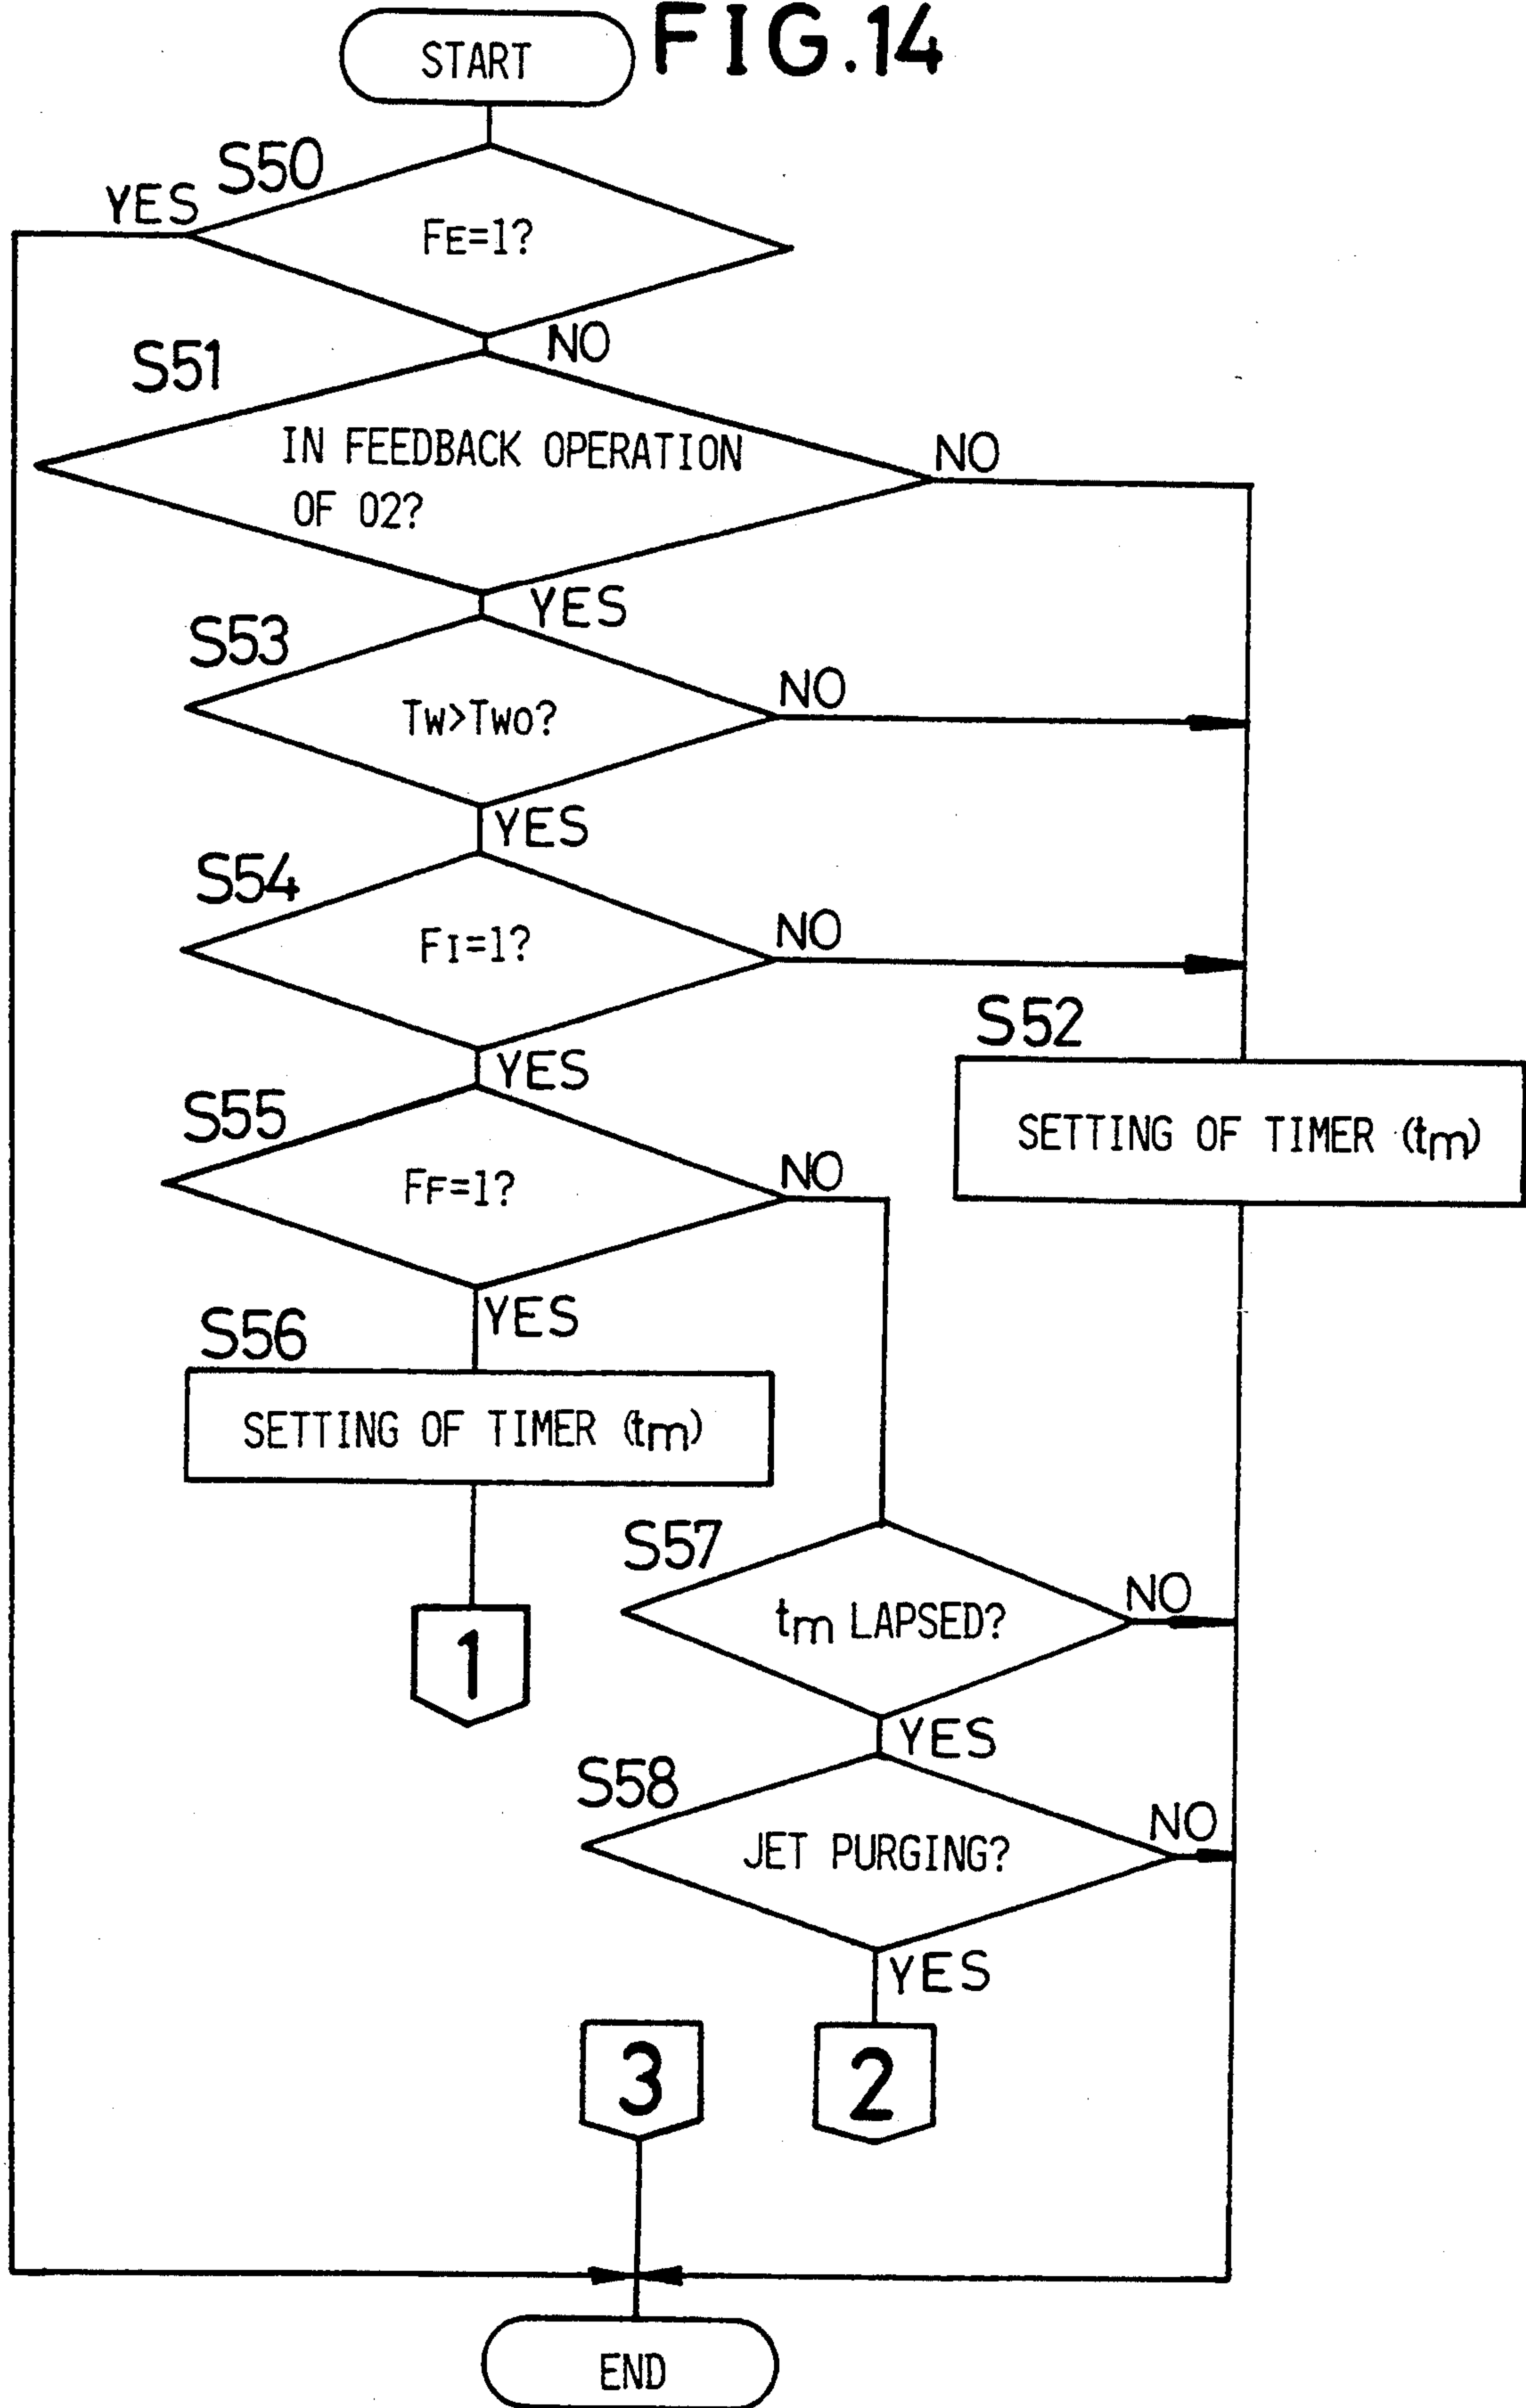 FIG.14
START
S50
YES
FE=1?
NO
S51
IN FEEDBACK OPERATION
OF O2?
NO
YES
S53
TW>TWO?
NO
YES
S54
FI=1?
NO
YES
S52
SETTING OF TIMER (tm)
S55
FF=1?
NO
YES
S56
SETTING OF TIMER (tm)
1
S57
tm LAPSED?
NO
YES
S58
JET PURGING?
NO
YES
3
2
END